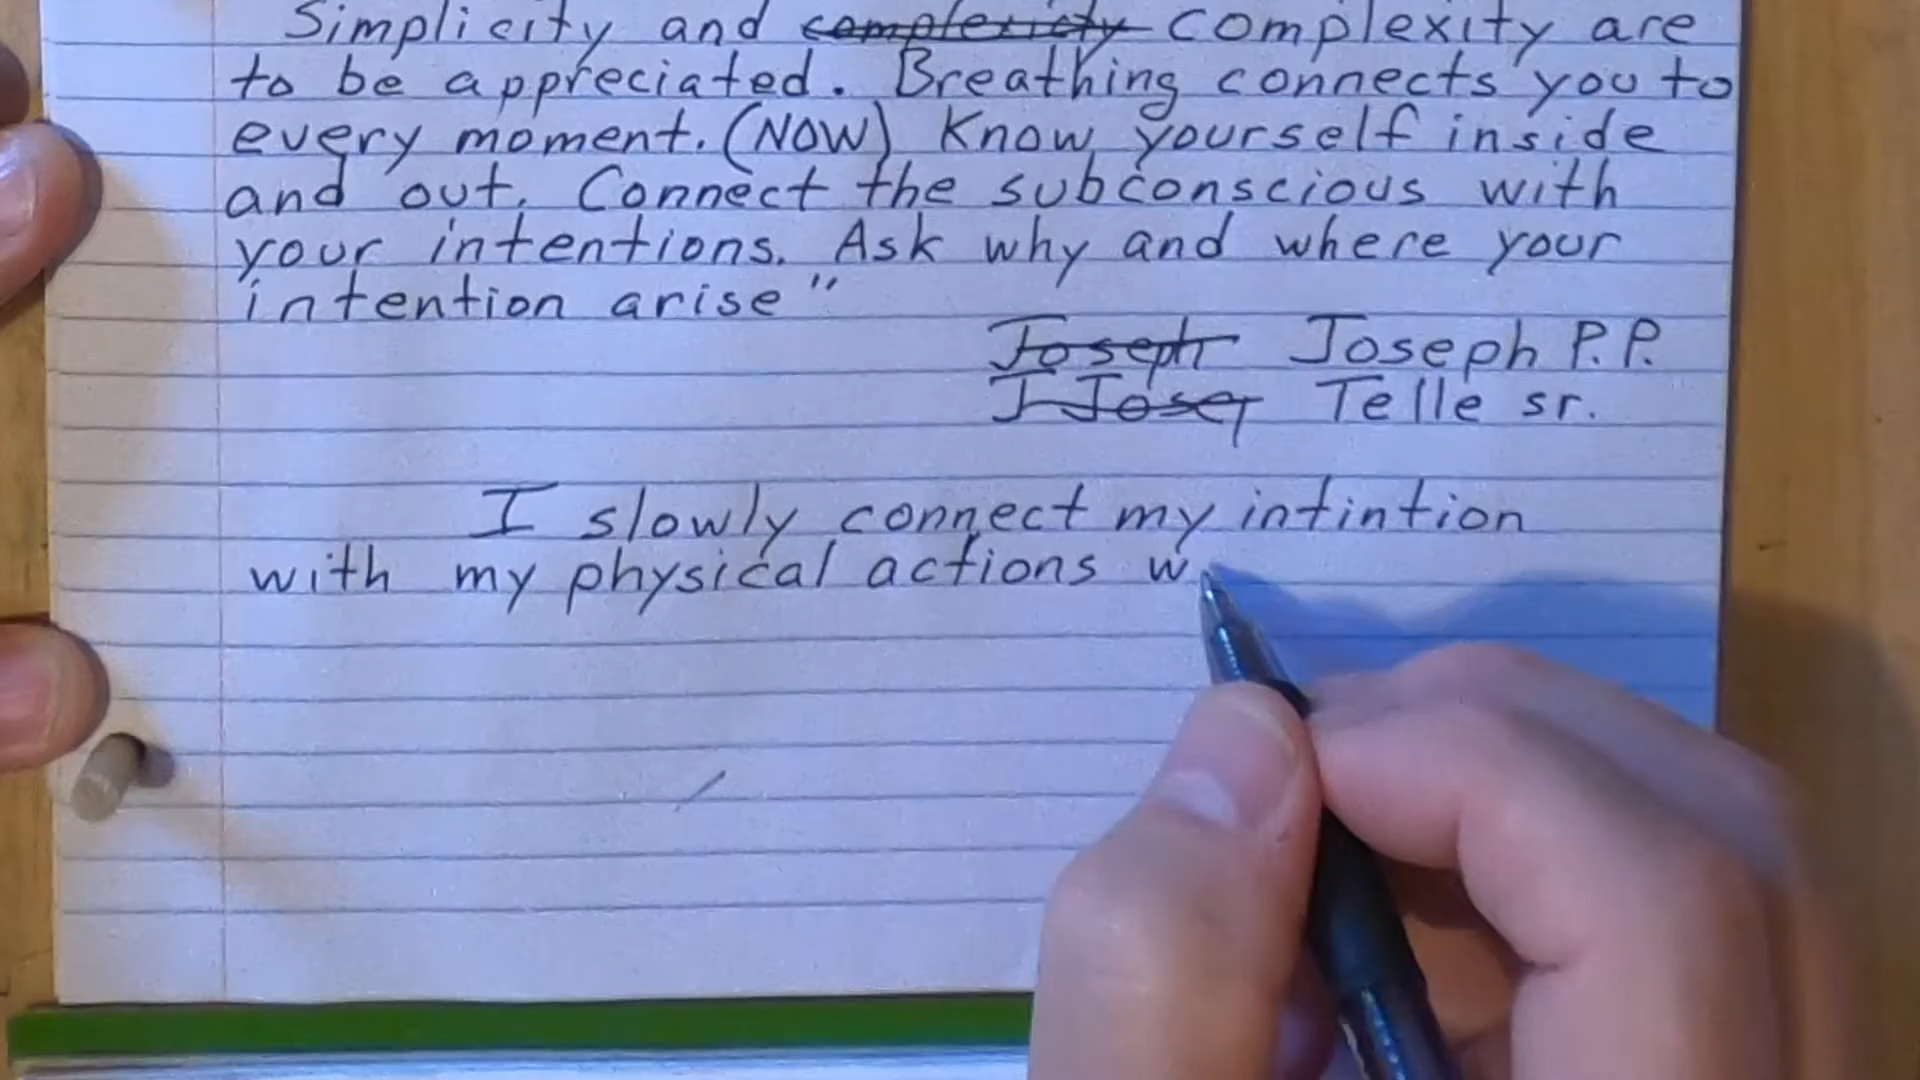 Simplicity and complexicty complexity are
to be appreciated. Breathing connects you to
every moment. (NOW) Know yourself inside
and out. Connect the subconscious with
your intentions. Ask why and where your
intention arise"
Joseph Joseph P.P.
J Josep Telle sr.
I slowly connect my intintion
with my physical actions w